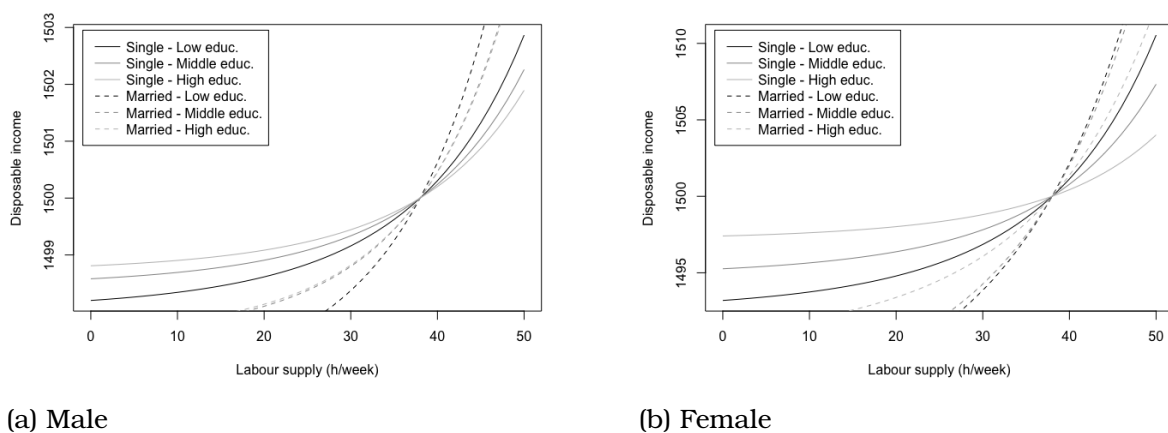 1503
1502
1501
1500
1499
Disposable income
Single - Low educ.
Single - Middle educ.
Single - High educ.
Married - Low educ.
Married - Middle educ.
Married - High educ.
0 10 20 30 40 50
Labour supply (h/week)
(a) Male
1510
1505
1500
1495
Disposable income
Single - Low educ.
Single - Middle educ.
Single - High educ.
Married - Low educ.
Married - Middle educ.
Married - High educ.
0 10 20 30 40 50
Labour supply (h/week)
(b) Female